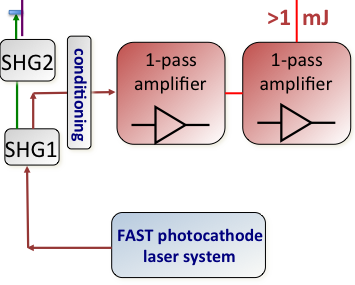 >1 mJ
1-pass
amplifier
1-pass
amplifier
SHG2
conditioning
SHG1
FAST photocathode
laser system